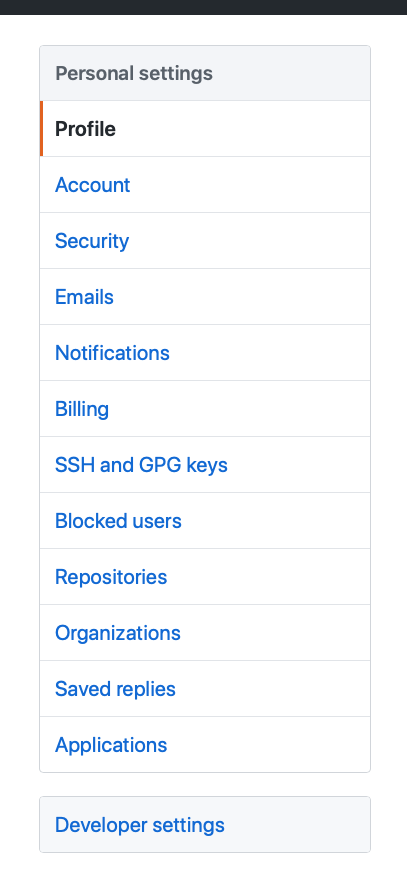 Personal settings
Profile
Account
Security
Emails
Notifications
Billing
SSH and GPG keys
Blocked users
Repositories
Organizations
Saved replies
Applications
Developer settings